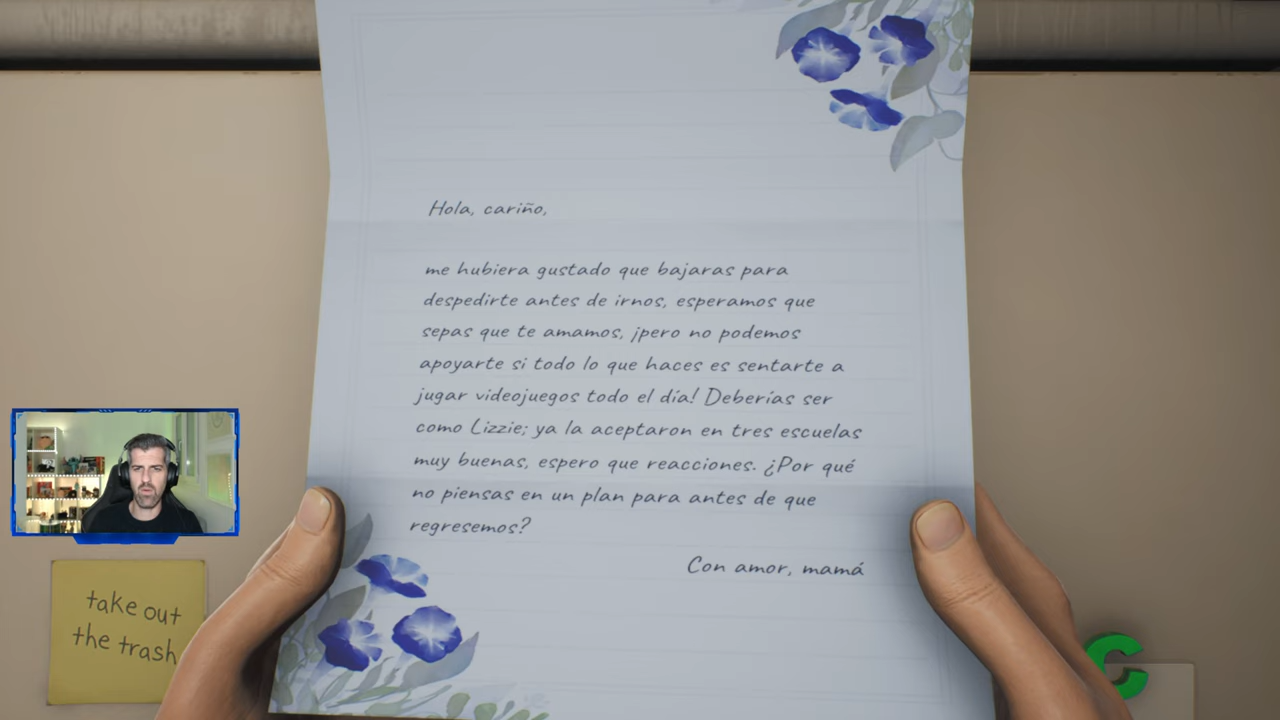 Hola, cariño,
me hubiera gustado que bajaras para
despedirte antes de irnos, esperamos que
sepas que te amamos, ¡pero no podemos
apoyarte si todo lo que haces es sentarte a
jugar videojuegos todo el día! Deberías ser
como Lizzie; ya la aceptaron en tres escuelas
muy buenas, espero que reacciones. ¿Por qué
no piensas en un plan para antes de que
regresemos?
Con amor, mamá
take out
the trash
C